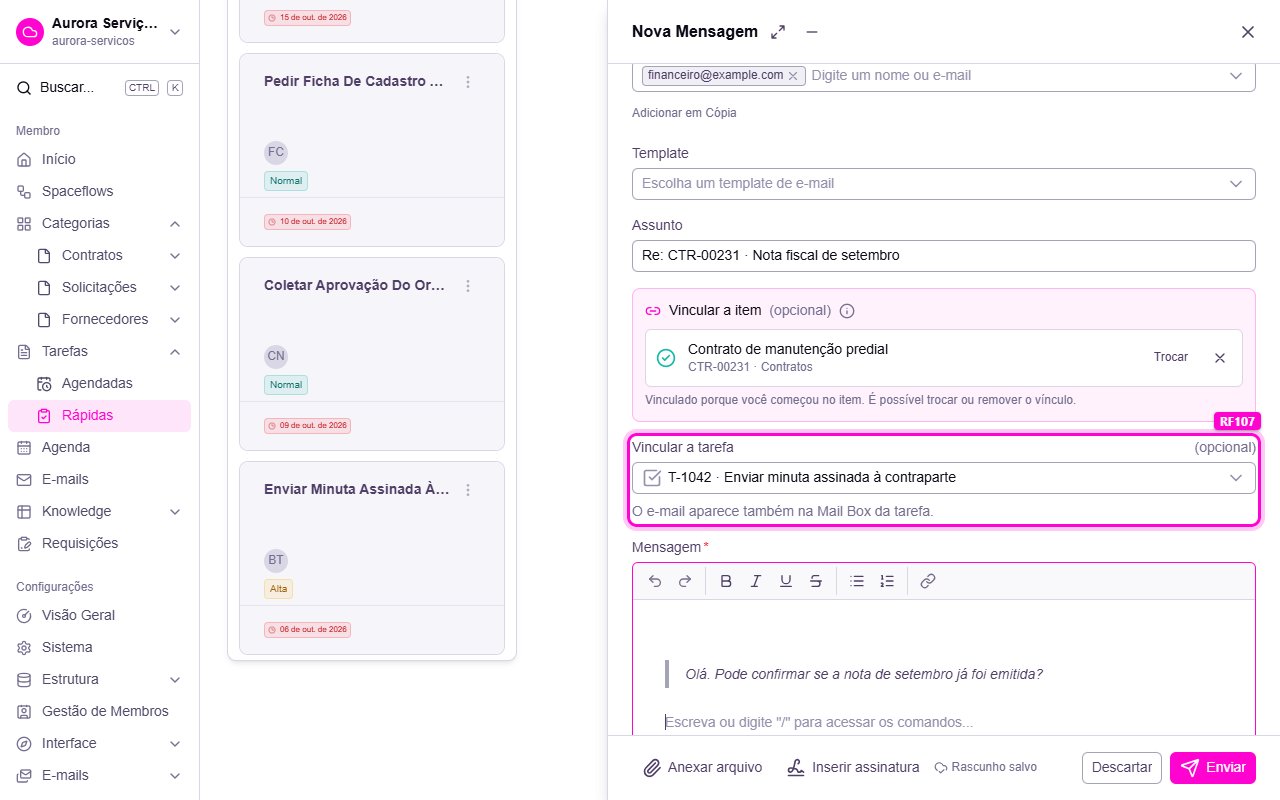 Aurora Serviç...
aurora-servicos
Buscar...
CTRL
K
Membro
Início
Spaceflows
Categorias
Contratos
Solicitações
Fornecedores
Tarefas
Agendadas
Rápidas
Agenda
E-mails
Knowledge
Requisições
Configurações
Visão Geral
Sistema
Estrutura
Gestão de Membros
Interface
E-mails
15 de out. de 2026
Pedir Ficha De Cadastro ...
FC
Normal
10 de out. de 2026
Coletar Aprovação Do Or...
CN
Normal
09 de out. de 2026
Enviar Minuta Assinada À...
BT
Alta
06 de out. de 2026
Nova Mensagem
financeiro@example.com
Digite um nome ou e-mail
Adicionar em Cópia
Template
Escolha um template de e-mail
Assunto
Re: CTR-00231 · Nota fiscal de setembro
Vincular a item (opcional)
Contrato de manutenção predial
CTR-00231 · Contratos
Trocar
Vinculado porque você começou no item. É possível trocar ou remover o vínculo.
RF107
Vincular a tarefa
(opcional)
T-1042 · Enviar minuta assinada à contraparte
O e-mail aparece também na Mail Box da tarefa.
Mensagem *
Olá. Pode confirmar se a nota de setembro já foi emitida?
Escreva ou digite "/" para acessar os comandos...
Anexar arquivo
Inserir assinatura
Rascunho salvo
Descartar
Enviar